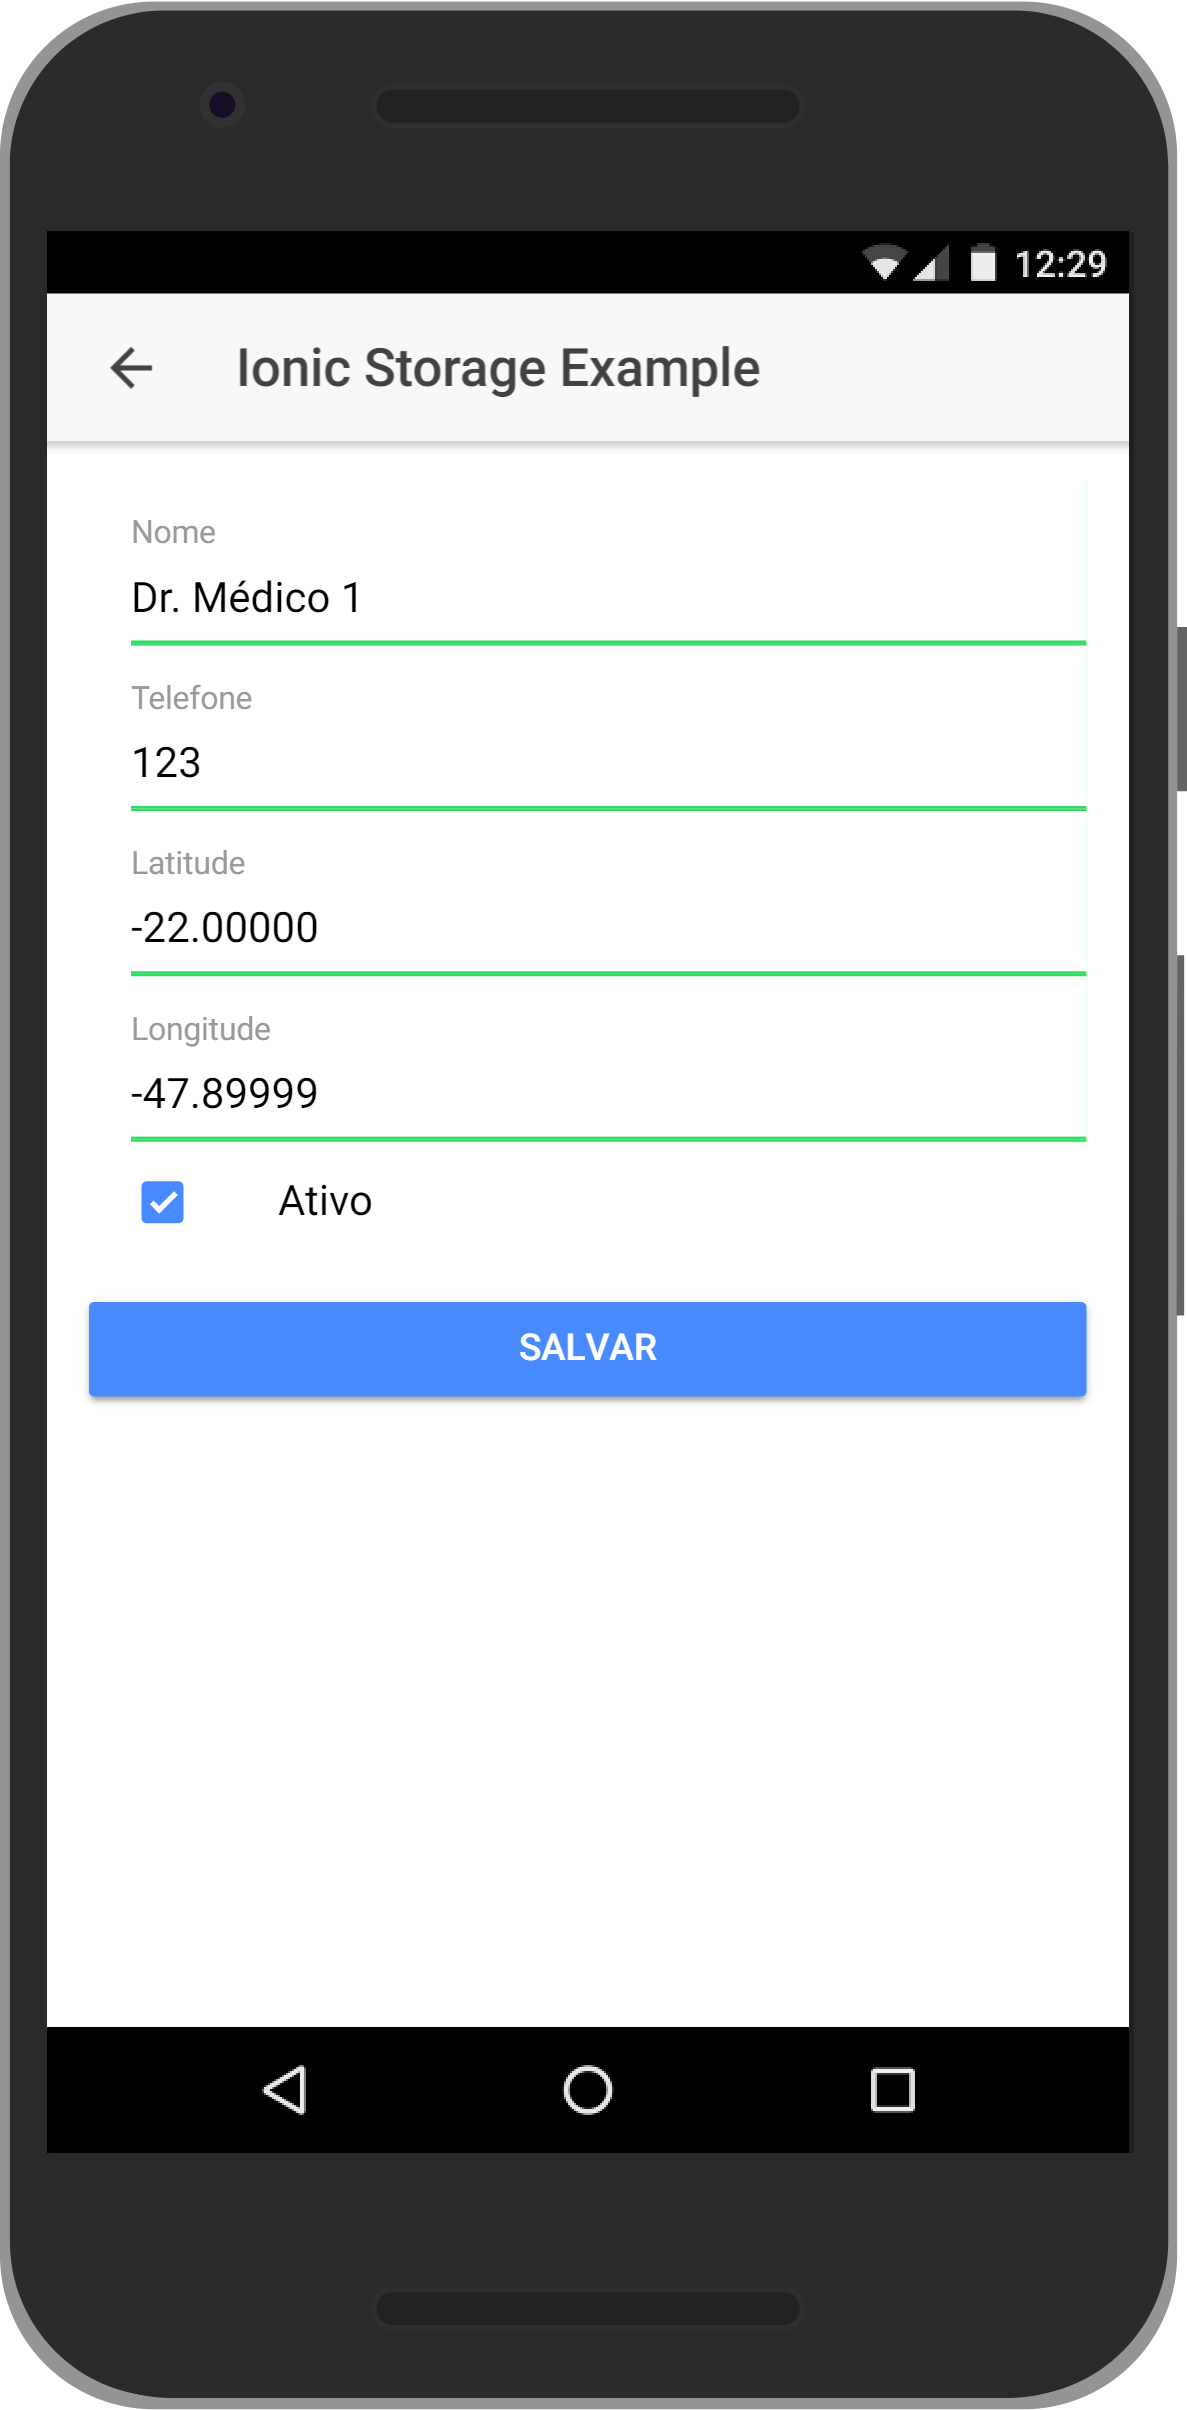 12:29
Ionic Storage Example
Nome
Dr. Médico 1
Telefone
123
Latitude
-22.00000
Longitude
-47.89999
Ativo
SALVAR